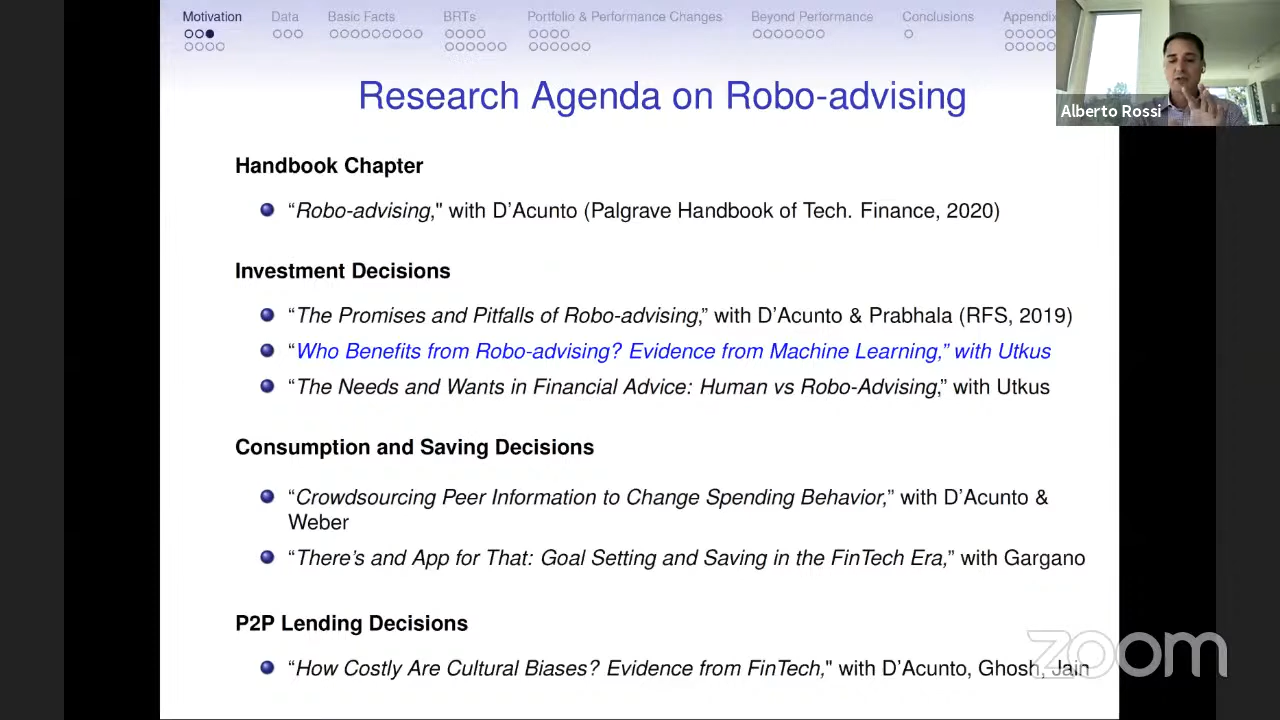 Motivation Data Basic Facts BRTs Portfolio & Performance Changes Beyond Performance Conclusions Appendix
Research Agenda on Robo-advising
Alberto Rossi
Handbook Chapter
“Robo-advising," with D’Acunto (Palgrave Handbook of Tech. Finance, 2020)
Investment Decisions
“The Promises and Pitfalls of Robo-advising,” with D’Acunto & Prabhala (RFS, 2019)
“Who Benefits from Robo-advising? Evidence from Machine Learning,” with Utkus
“The Needs and Wants in Financial Advice: Human vs Robo-Advising,” with Utkus
Consumption and Saving Decisions
“Crowdsourcing Peer Information to Change Spending Behavior,” with D’Acunto &
Weber
“There’s and App for That: Goal Setting and Saving in the FinTech Era,” with Gargano
P2P Lending Decisions
“How Costly Are Cultural Biases? Evidence from FinTech," with D’Acunto, Ghosh, Jain
zoom